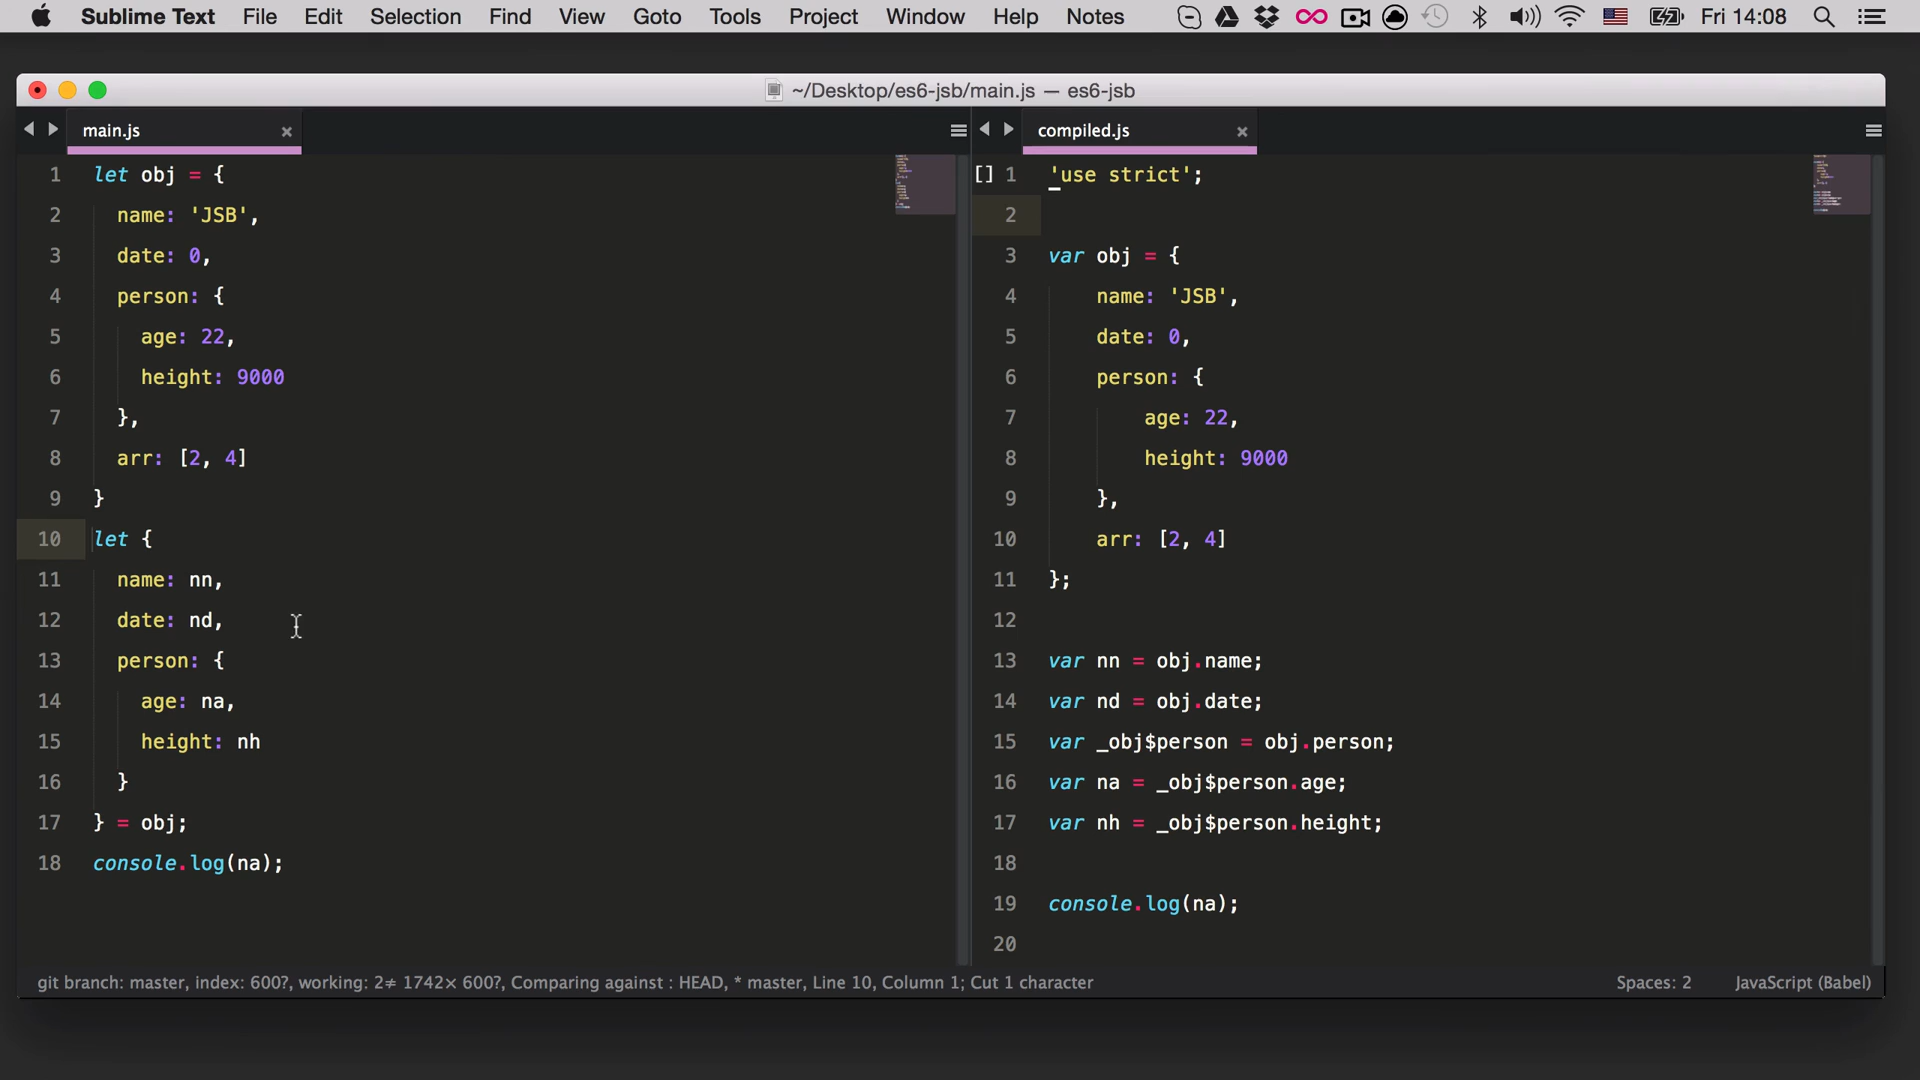 Sublime Text File Edit Selection Find View Goto Tools Project Window Help Notes Fri 14:08
~/Desktop/es6-jsb/main.js — es6-jsb
main.js
1 let obj = {
2 name: 'JSB',
3 date: 0,
4 person: {
5 age: 22,
6 height: 9000
7 },
8 arr: [2, 4]
9 }
10 let {
11 name: nn,
12 date: nd,
13 person: {
14 age: na,
15 height: nh
16 }
17 } = obj;
18 console.log(na);
compiled.js
[] 1 'use strict';
2
3 var obj = {
4 name: 'JSB',
5 date: 0,
6 person: {
7 age: 22,
8 height: 9000
9 },
10 arr: [2, 4]
11 };
12
13 var nn = obj.name;
14 var nd = obj.date;
15 var _obj$person = obj.person;
16 var na = _obj$person.age;
17 var nh = _obj$person.height;
18
19 console.log(na);
20
git branch: master, index: 600?, working: 2≠ 1742× 600?, Comparing against : HEAD, * master, Line 10, Column 1; Cut 1 character
Spaces: 2 JavaScript (Babel)